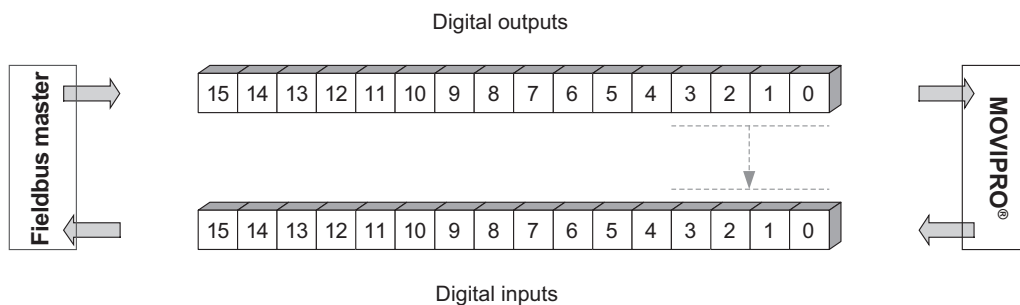 Digital outputs
Fieldbus master
15 14 13 12 11 10 9 8 7 6 5 4 3 2 1 0
MOVIPRO®
15 14 13 12 11 10 9 8 7 6 5 4 3 2 1 0
Digital inputs